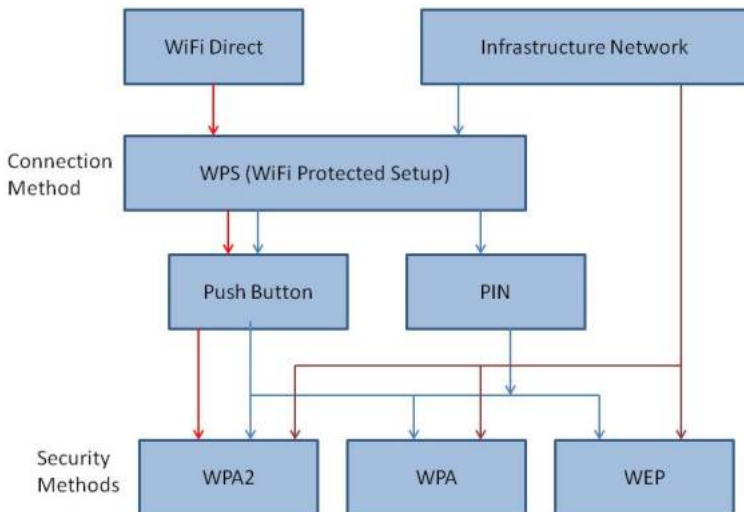 WiFi Direct
Infrastructure Network
Connection
Method
WPS (WiFi Protected Setup)
Push Button
PIN
Security
Methods
WPA2
WPA
WEP